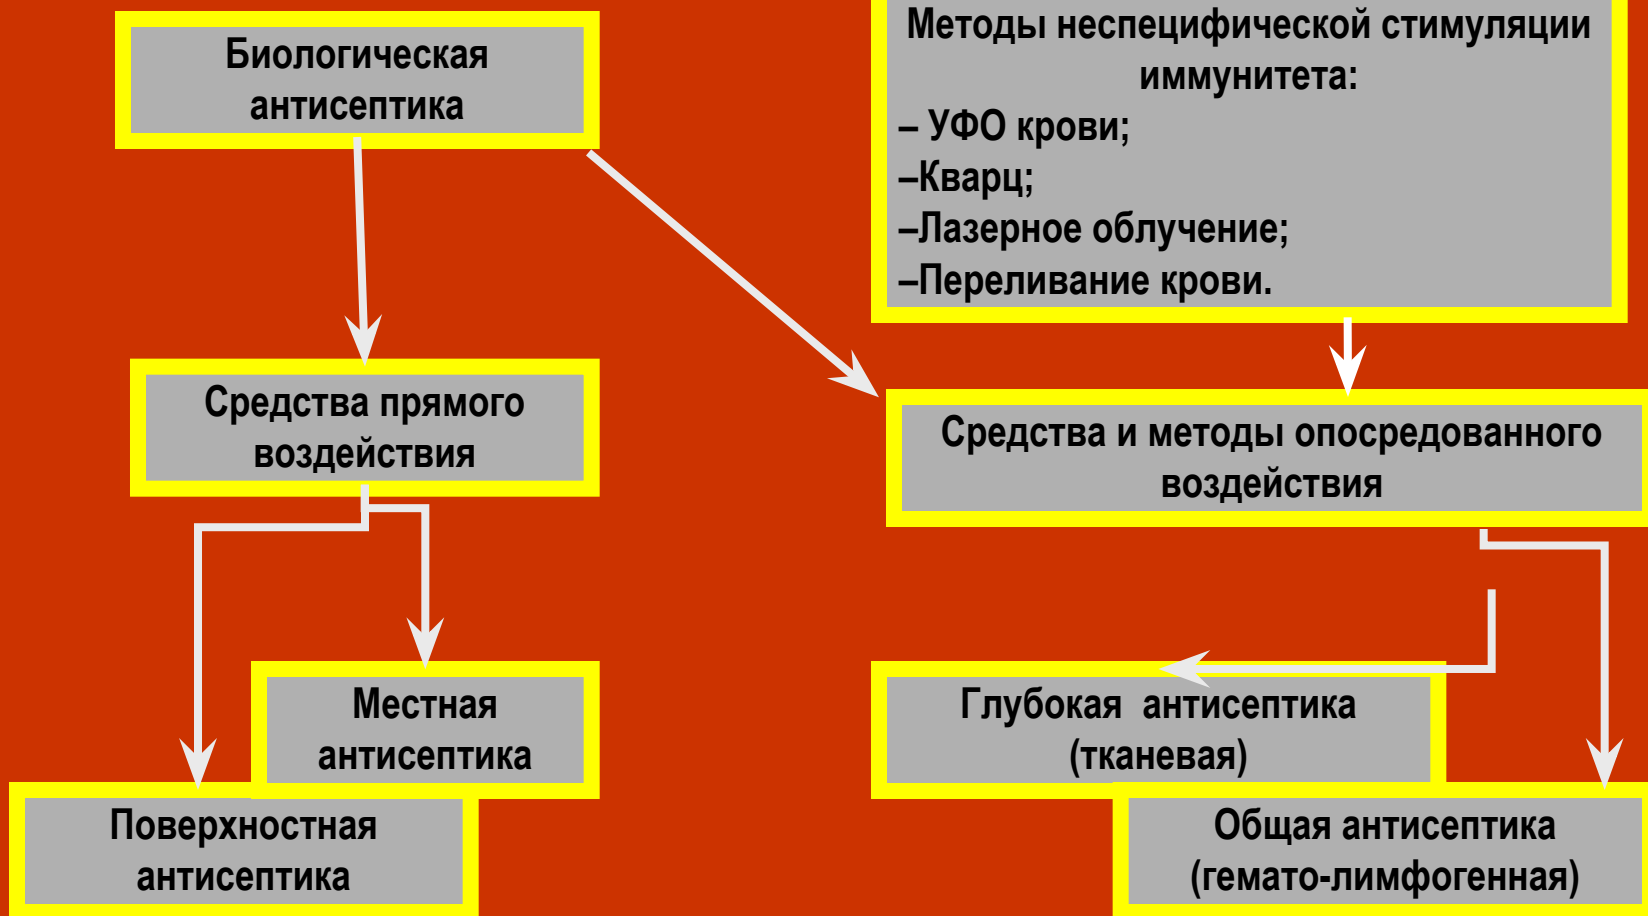 Биологическая
антисептика
Методы неспецифической стимуляции
иммунитета:
– УФО крови;
–Кварц;
–Лазерное облучение;
–Переливание крови.
Средства прямого
воздействия
Средства и методы опосредованного
воздействия
Местная
антисептика
Поверхностная
антисептика
Глубокая антисептика
(тканевая)
Общая антисептика
(гемато-лимфогенная)